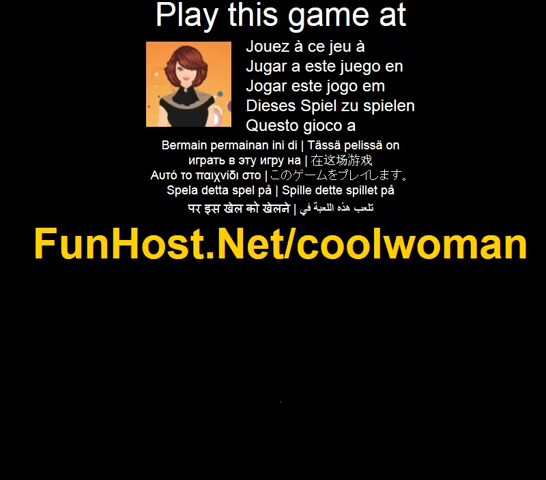 Play this game at
Jouez à ce jeu à
Jugar a este juego en
Jogar este jogo em
Dieses Spiel zu spielen
Questo gioco a
Bermain permainan ini di | Tässä pelissä on
играть в эту игру на | 在这场游戏
Αυτό το παιχνίδι στο | このゲームをプレイします。
Spela detta spel på | Spille dette spillet på
पर इस खेल को खेलने | تلعب هذه اللعبة في
FunHost.Net/coolwoman